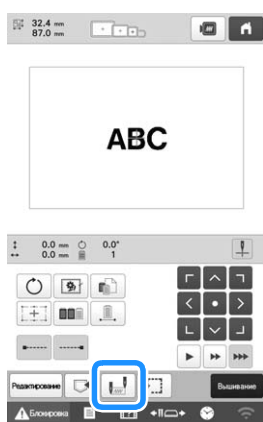 32.4 mm
87.0 mm
ABC
0.0 mm 0.0°
0.0 mm 1
Редактирование
Вышивание
Блокировка